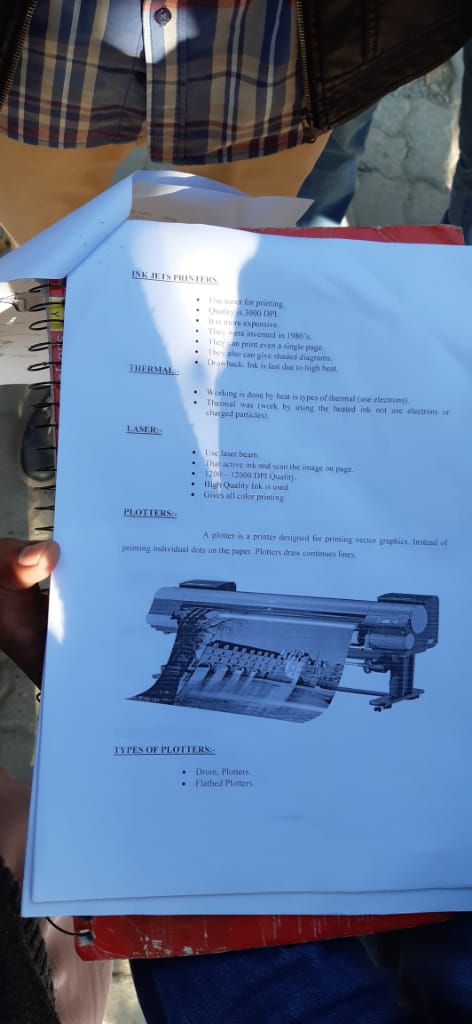 INK JETS PRINTERS
• Use toner for printing.
• Quality is 3000 DPI.
• It is more expensive.
• They were invented in 1980's.
• They can print even a single page.
• They also can give shaded diagrams.
• Drawback: Ink is last due to high heat.
THERMAL:-
• Working is done by heat is types of thermal (use electrons).
• Thermal was (work by using the heated ink not use electrons or
charged particles).
LASER:-
• Use laser beam.
• That active ink and scan the image on page.
• 1200 – 12000 DPI Quality.
• High Quality Ink is used.
• Gives all color printing.
PLOTTERS:-
A plotter is a printer designed for printing vector graphics. Instead of
printing individual dots on the paper. Plotters draw continues lines.
TYPES OF PLOTTERS:-
• Drum, Plotters.
• Flatbed Plotters.